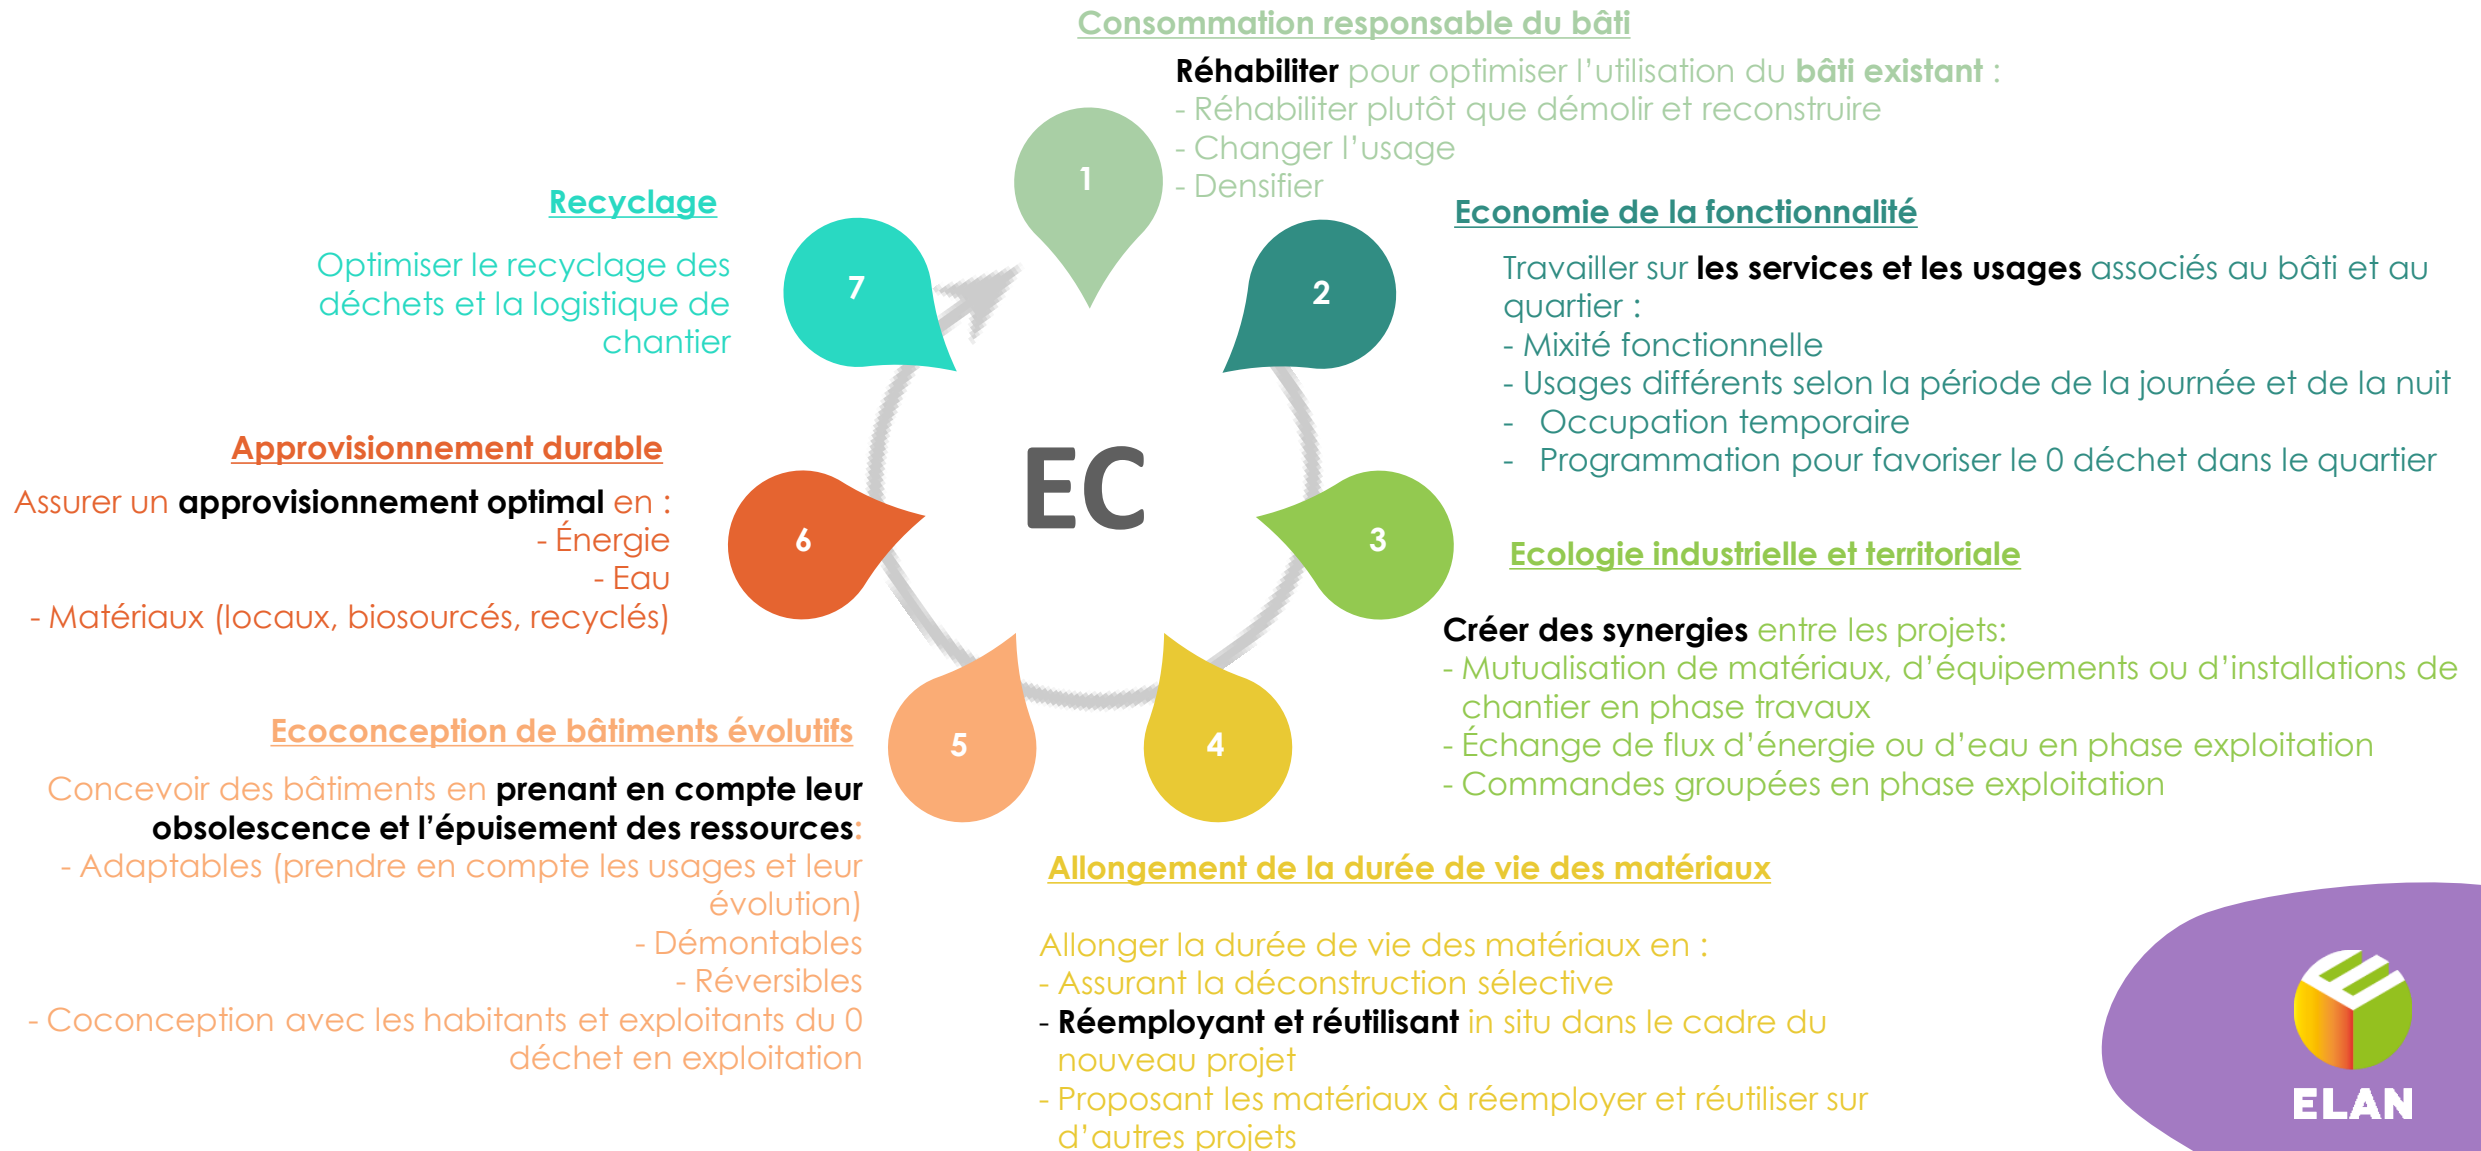 Consommation responsable du bâti
Réhabiliter pour optimiser l’utilisation du bâti existant :
- Réhabiliter plutôt que démolir et reconstruire
- Changer l’usage
- Densifier
1
Economie de la fonctionnalité
Travailler sur les services et les usages associés au bâti et au
quartier :
- Mixité fonctionnelle
- Usages différents selon la période de la journée et de la nuit
- Occupation temporaire
- Programmation pour favoriser le 0 déchet dans le quartier
2
Ecologie industrielle et territoriale
Créer des synergies entre les projets:
- Mutualisation de matériaux, d’équipements ou d’installations de
chantier en phase travaux
- Échange de flux d’énergie ou d’eau en phase exploitation
- Commandes groupées en phase exploitation
3
Allongement de la durée de vie des matériaux
Allonger la durée de vie des matériaux en :
- Assurant la déconstruction sélective
- Réemployant et réutilisant in situ dans le cadre du
nouveau projet
- Proposant les matériaux à réemployer et réutiliser sur
d’autres projets
4
Ecoconception de bâtiments évolutifs
Concevoir des bâtiments en prenant en compte leur
obsolescence et l’épuisement des ressources:
- Adaptables (prendre en compte les usages et leur
évolution)
- Démontables
- Réversibles
- Coconception avec les habitants et exploitants du 0
déchet en exploitation
5
Approvisionnement durable
Assurer un approvisionnement optimal en :
- Énergie
- Eau
- Matériaux (locaux, biosourcés, recyclés)
6
Recyclage
Optimiser le recyclage des
déchets et la logistique de
chantier
7
EC
ELAN